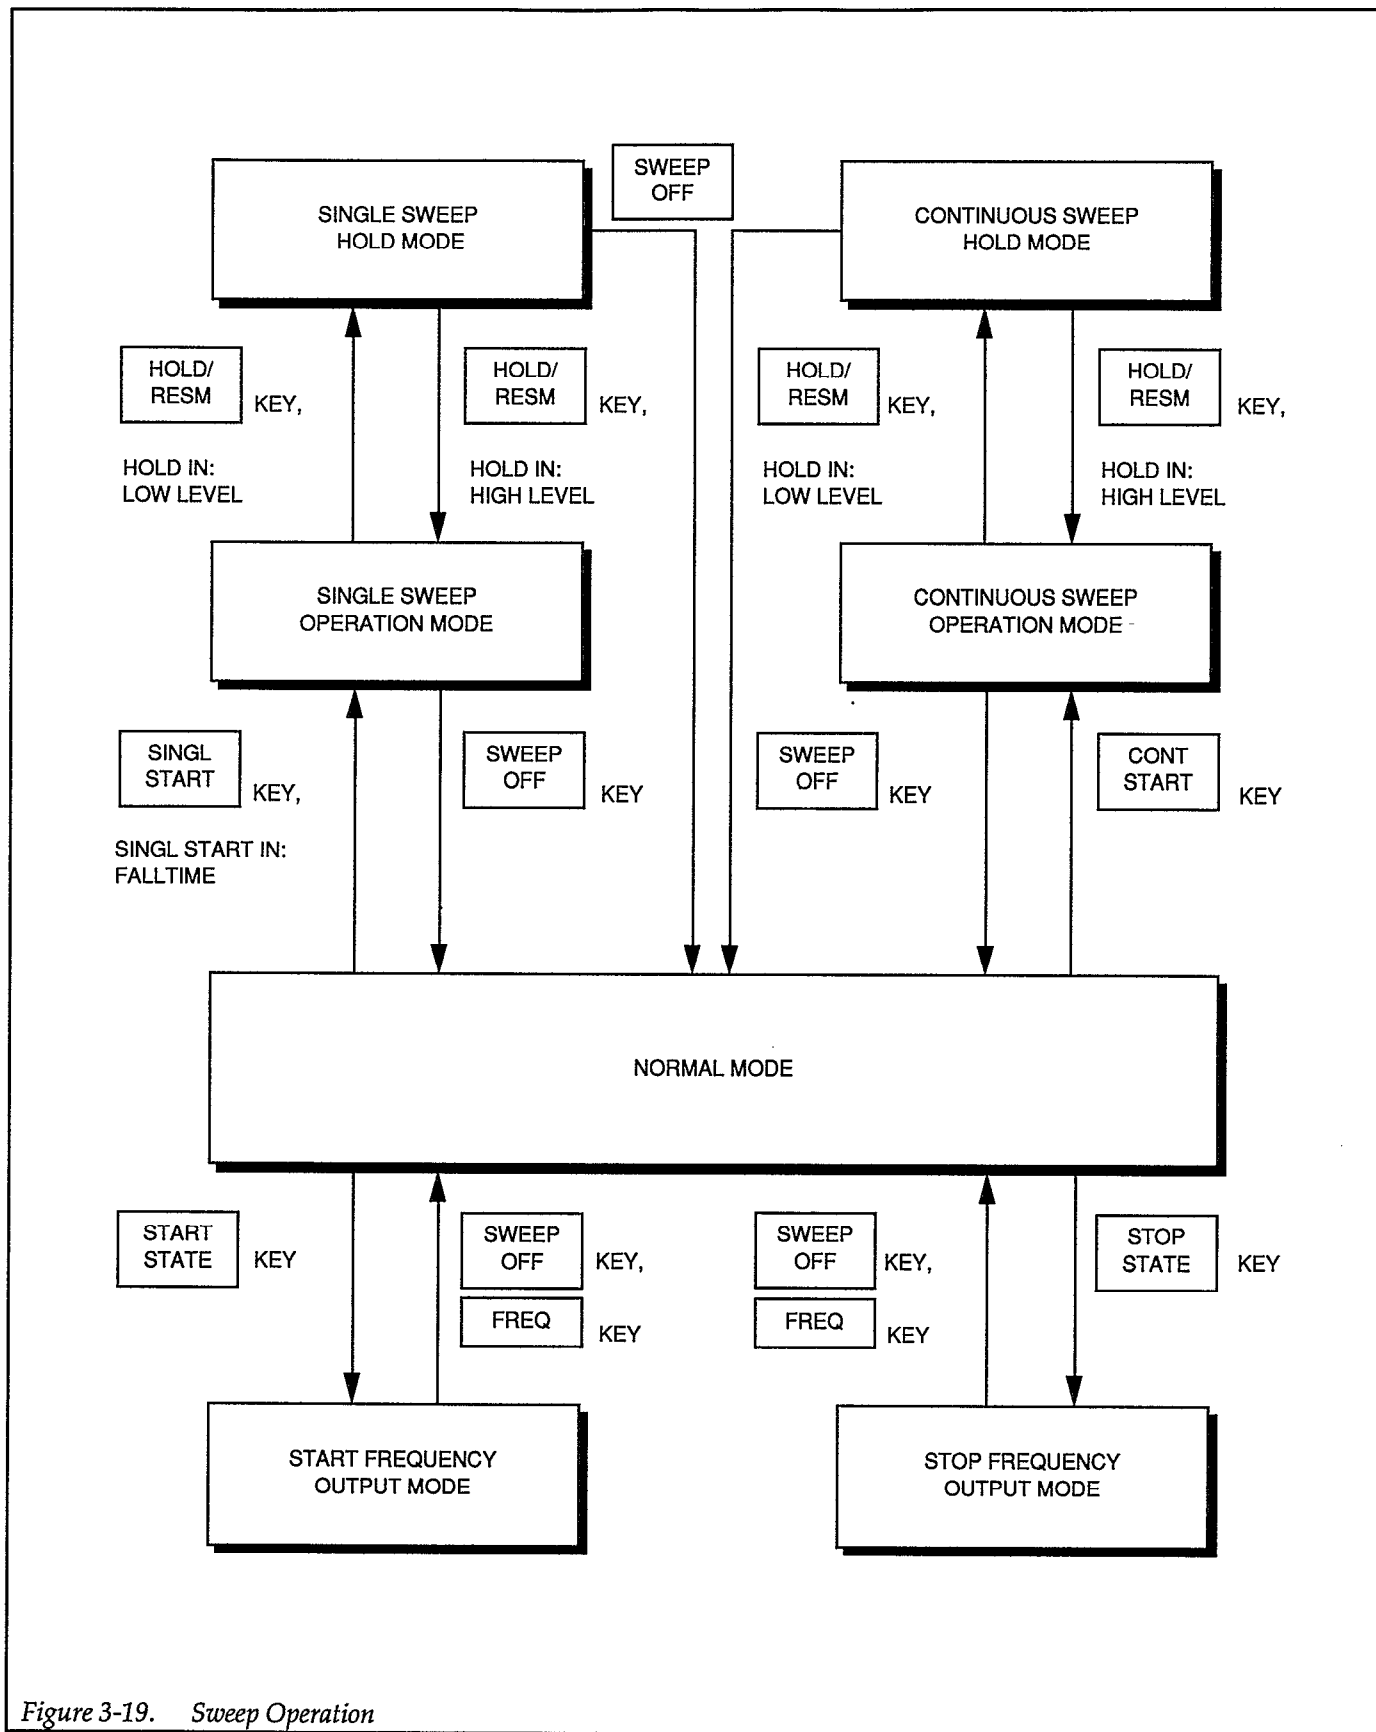 SWEEP
OFF
SINGLE SWEEP
HOLD MODE
CONTINUOUS SWEEP
HOLD MODE
HOLD/
RESM
KEY,
HOLD IN:
LOW LEVEL
HOLD/
RESM
KEY,
HOLD IN:
HIGH LEVEL
HOLD/
RESM
KEY,
HOLD IN:
LOW LEVEL
HOLD/
RESM
KEY,
HOLD IN:
HIGH LEVEL
SINGLE SWEEP
OPERATION MODE
CONTINUOUS SWEEP
OPERATION MODE
SINGL
START
KEY,
SINGL START IN:
FALLTIME
SWEEP
OFF
KEY
SWEEP
OFF
KEY
CONT
START
KEY
NORMAL MODE
START
STATE
KEY
SWEEP
OFF
KEY,
FREQ
KEY
SWEEP
OFF
KEY,
FREQ
KEY
STOP
STATE
KEY
START FREQUENCY
OUTPUT MODE
STOP FREQUENCY
OUTPUT MODE
Figure 3-19. Sweep Operation